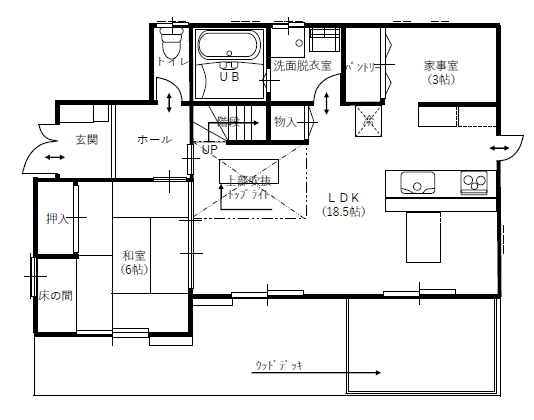 トイレ
UB
洗面脱衣室
ﾊﾟﾝﾄリー
家事室
(3帖)
玄関
ホール
階段
物入
冷
UP
上部吹抜
ﾄｯﾌﾟﾗｲﾄ
LDK
(18.5帖)
押入
和室
(6帖)
床の間
ｳｯﾄﾞﾃﾞｯｷ